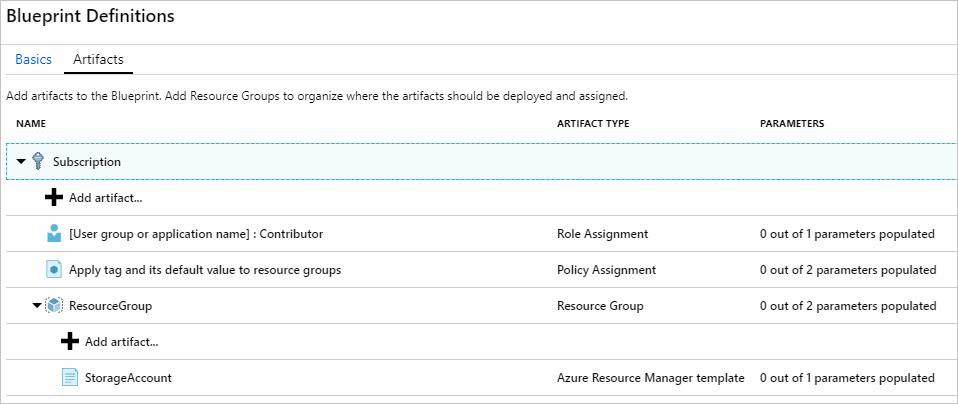 Blueprint Definitions
Basics Artifacts
Add artifacts to the Blueprint. Add Resource Groups to organize where the artifacts should be deployed and assigned.
NAME ARTIFACT TYPE PARAMETERS
Subscription
Add artifact...
[User group or application name] : Contributor Role Assignment 0 out of 1 parameters populated
Apply tag and its default value to resource groups Policy Assignment 0 out of 2 parameters populated
ResourceGroup Resource Group 0 out of 2 parameters populated
Add artifact...
StorageAccount Azure Resource Manager template 0 out of 1 parameters populated